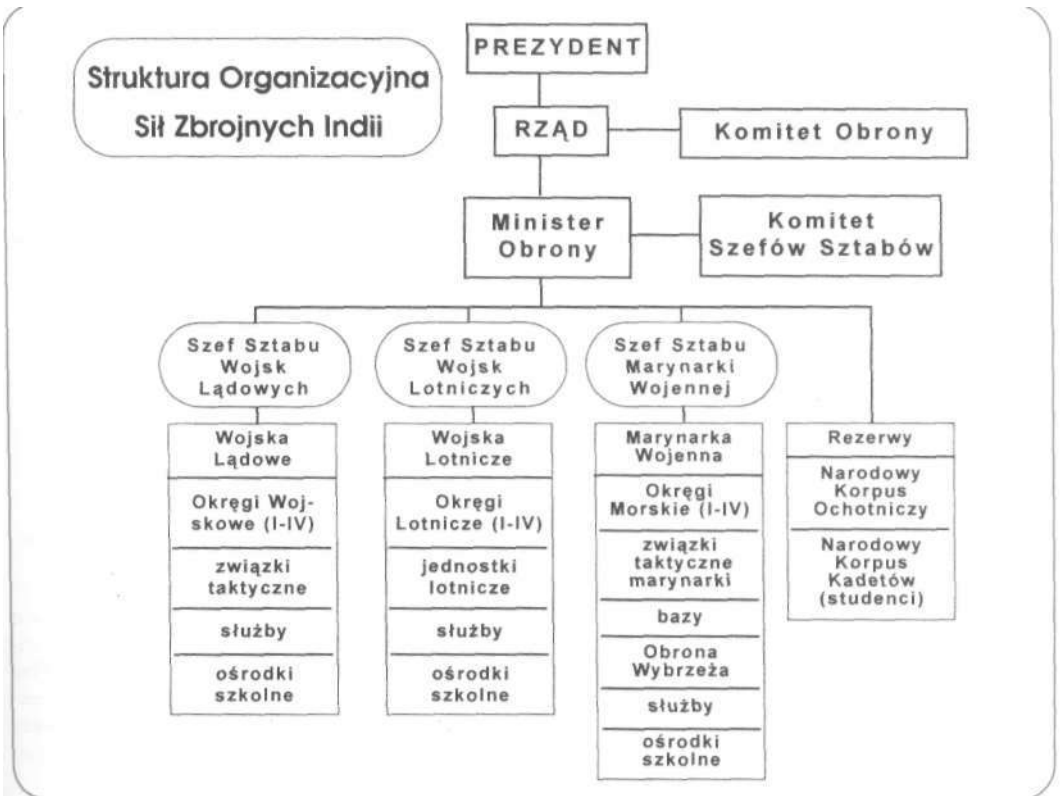 Struktura Organizacyjna
Sił Zbrojnych Indii
PREZYDENT
RZĄD
Komitet Obrony
Minister
Obrony
Komitet
Szefów Sztabów
Szef Sztabu
Wojsk
Lądowych
Szef Sztabu
Wojsk
Lotniczych
Szef Sztabu
Marynarki
Wojennej
Wojska
Lądowe
Okręgi Woj-
skowe (I-IV)
związki
taktyczne
służby
ośrodki
szkolne
Wojska
Lotnicze
Okręgi
Lotnicze (I-IV)
jednostki
lotnicze
służby
ośrodki
szkolne
Marynarka
Wojenna
Okręgi
Morskie (I-IV)
związki
taktyczne
marynarki
bazy
Obrona
Wybrzeża
służby
ośrodki
szkolne
Rezerwy
Narodowy
Korpus
Ochotniczy
Narodowy
Korpus
Kadetów
(studenci)